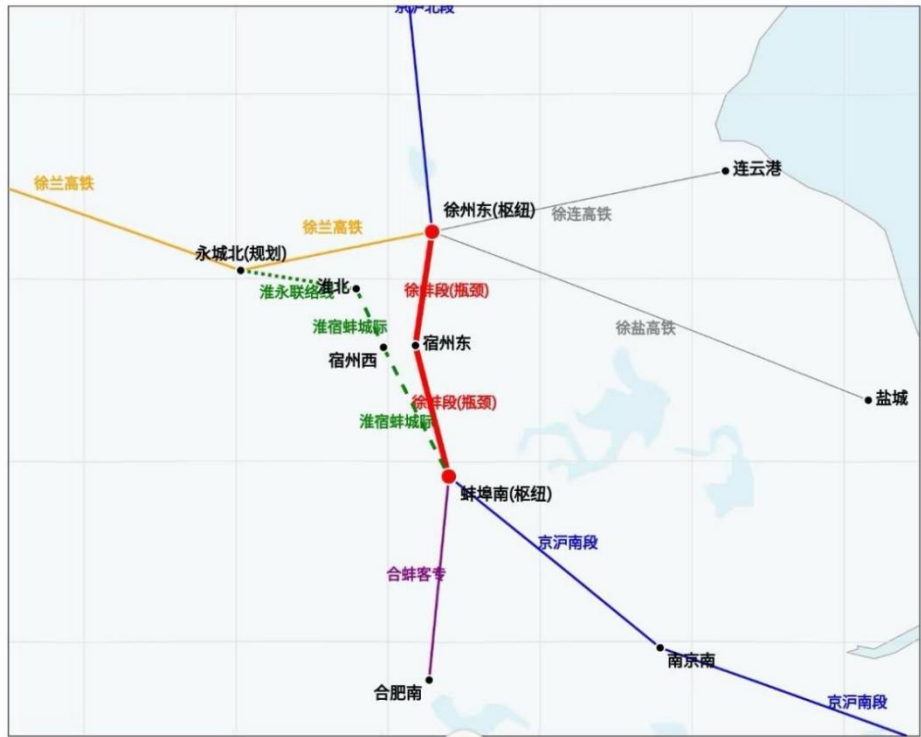 京沪北段
连云港
徐兰高铁
徐州东(枢纽)
徐连高铁
徐兰高铁
永城北(规划)
淮北
淮永联络线
徐蚌段(瓶颈)
淮宿蚌城际
徐盐高铁
宿州东
宿州西
盐城
徐蚌段(瓶颈)
淮宿蚌城际
蚌埠南(枢纽)
京沪南段
合蚌客专
南京南
合肥南
京沪南段